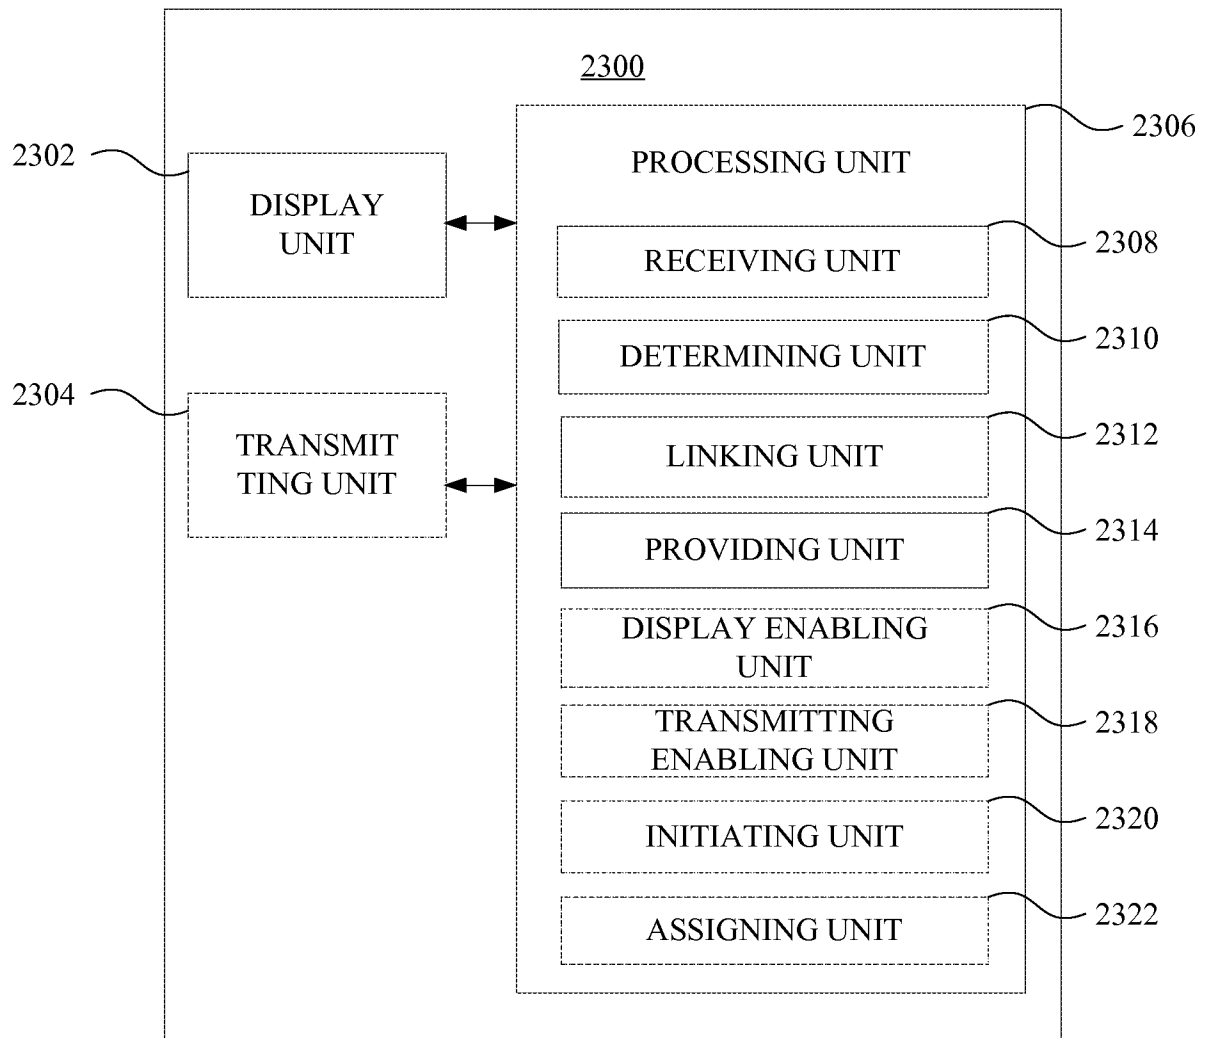 2300
2306
PROCESSING UNIT
2302
DISPLAY
UNIT
2308
RECEIVING UNIT
2310
DETERMINING UNIT
2304
TRANSMIT
TING UNIT
2312
LINKING UNIT
2314
PROVIDING UNIT
2316
DISPLAY ENABLING
UNIT
2318
TRANSMITTING
ENABLING UNIT
2320
INITIATING UNIT
2322
ASSIGNING UNIT